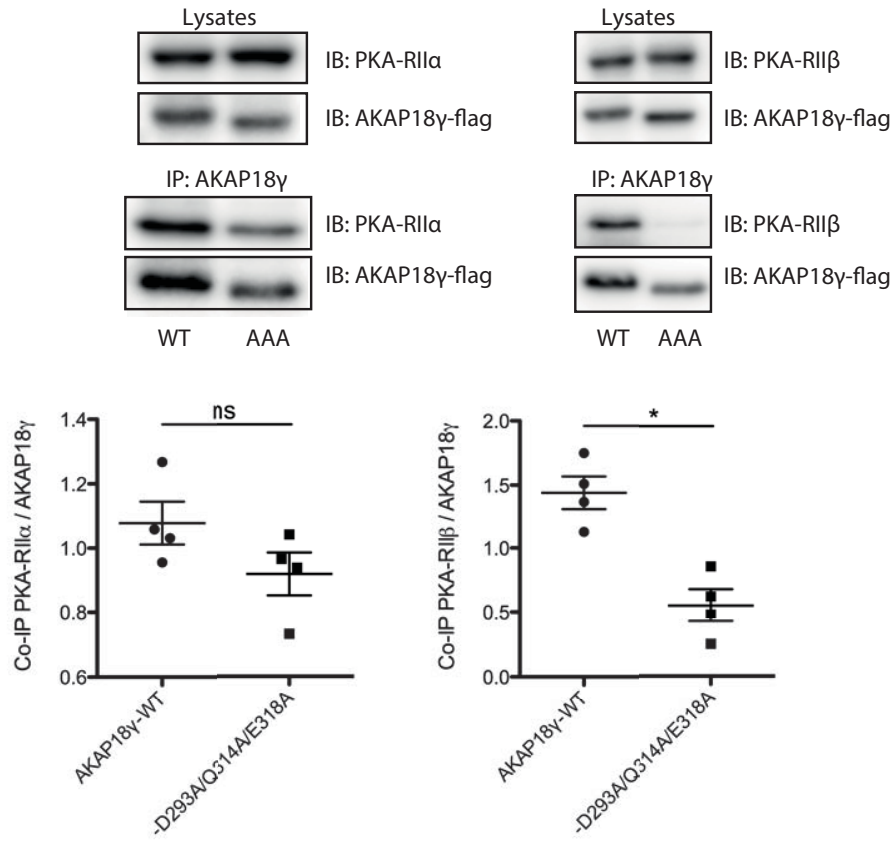 Lysates
IB: PKA-RIIα
IB: AKAP18γ-flag
IP: AKAP18γ
IB: PKA-RIIα
IB: AKAP18γ-flag
WT AAA
Lysates
IB: PKA-RIIβ
IB: AKAP18γ-flag
IP: AKAP18γ
IB: PKA-RIIβ
IB: AKAP18γ-flag
WT AAA
Co-IP PKA-RIIα / AKAP18γ
1.4
1.2
1.0
0.8
0.6
ns
AKAP18γ-WT
-D293A/Q314A/E318A
Co-IP PKA-RIIβ / AKAP18γ
2.0
1.5
1.0
0.5
0.0
*
AKAP18γ-WT
-D293A/Q314A/E318A